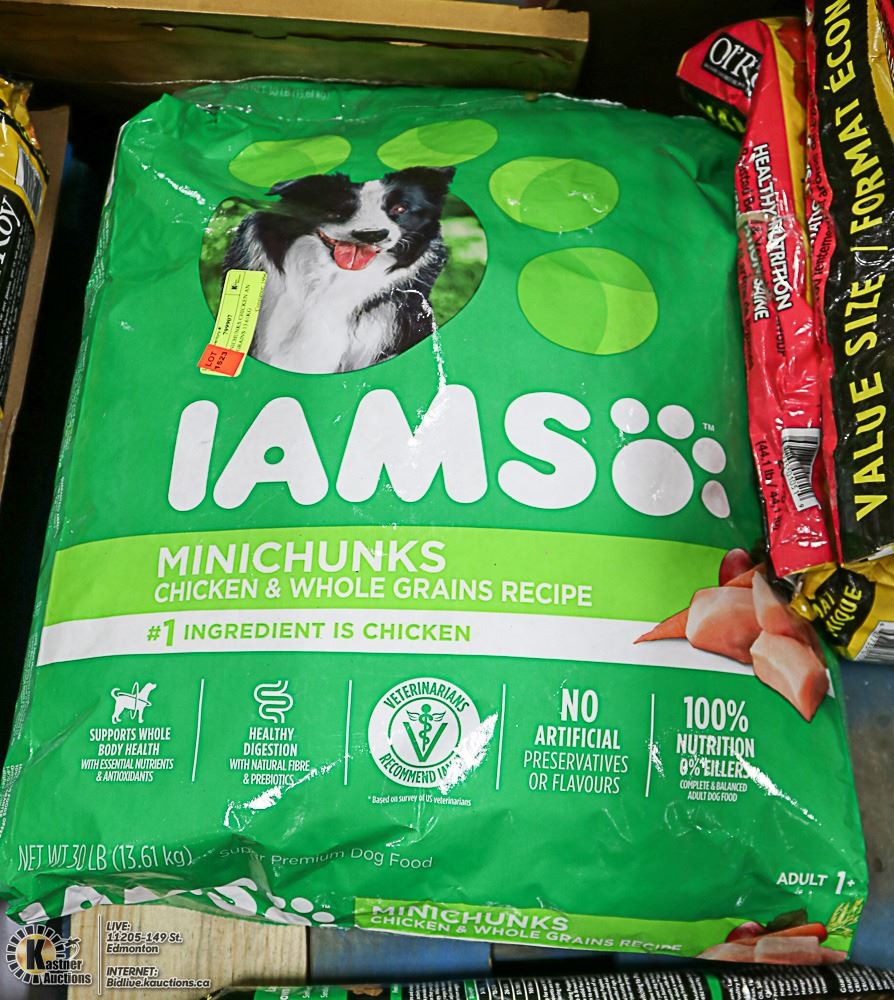 IAMS
TM
MINICHUNKS
CHICKEN & WHOLE GRAINS RECIPE
#1 INGREDIENT IS CHICKEN
SUPPORTS WHOLE
BODY HEALTH
WITH ESSENTIAL NUTRIENTS
& ANTIOXIDANTS
HEALTHY
DIGESTION
WITH NATURAL FIBRE
& PREBIOTICS
VETERINARIANS
RECOMMEND
* Based on survey of US veterinarians
NO
ARTIFICIAL
PRESERVATIVES
OR FLAVOURS
100%
NUTRITION
0% FILLERS
COMPLETE & BALANCED
ADULT DOG FOOD
NET WT 30 LB (13.61 kg)
Super Premium Dog Food
ADULT 1+
IAMS
MINICHUNKS
CHICKEN & WHOLE GRAINS RECIPE
LOT
1523
HEALTHY NUTRITION
VALUE SIZE / FORMAT ÉCON
Kastner
Auctions
LIVE:
11205-149 St.
Edmonton
INTERNET:
Bidlive.kauctions.ca